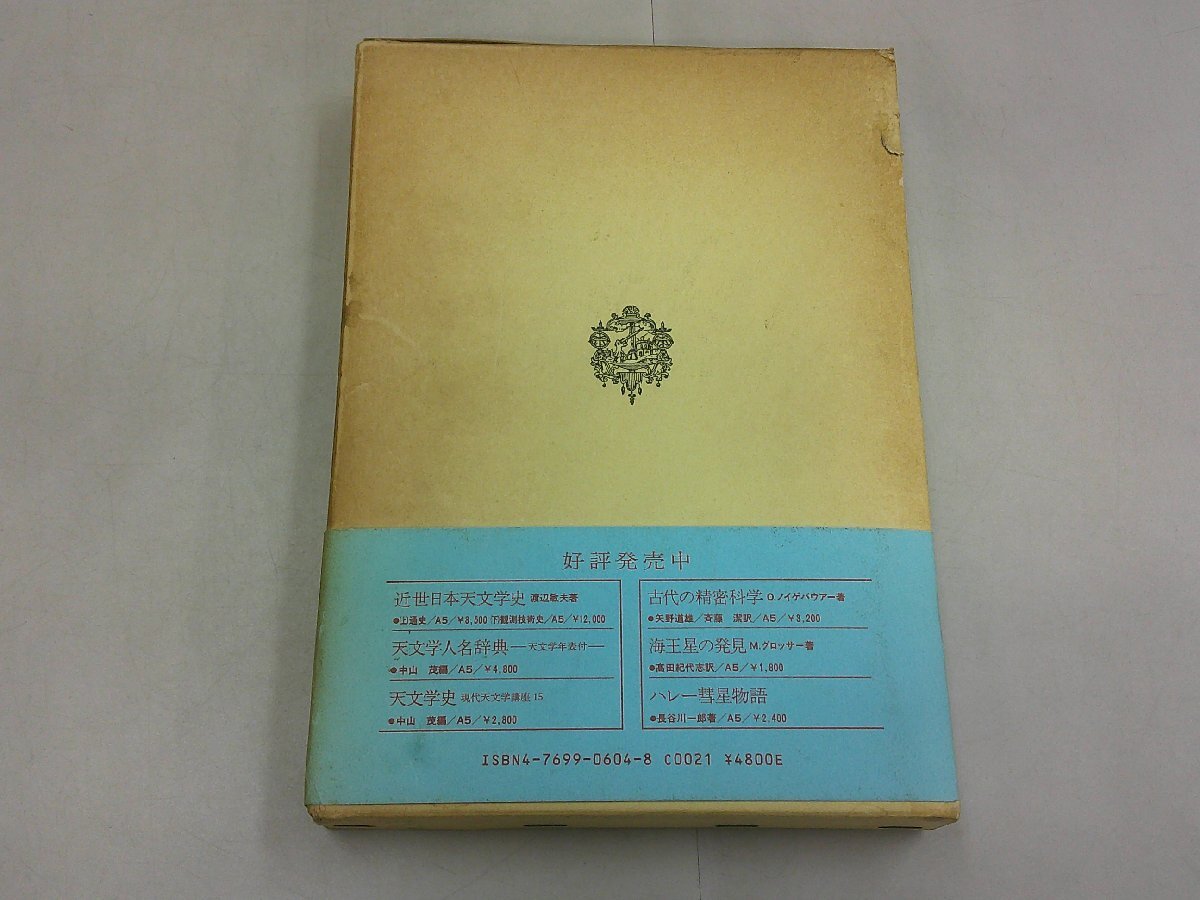 好評発売中
近世日本天文学史 渡辺敏夫著
●上通史/A5/¥8,500 下観測技術史/A5/¥12,000
天文学人名辞典―天文学年表付―
●中山 茂編/A5/¥4,800
天文学史 現代天文学講座15
●中山 茂編/A5/¥2,800
古代の精密科学 O.ノイゲバウアー著
●矢野道雄/斉藤 潔訳/A5/¥3,200
海王星の発見 M.グロッサー著
●高田紀代志訳/A5/¥1,800
ハレー彗星物語
●長谷川一郎著/A5/¥2,400
ISBN4-7699-0604-8 C0021 ¥4800E